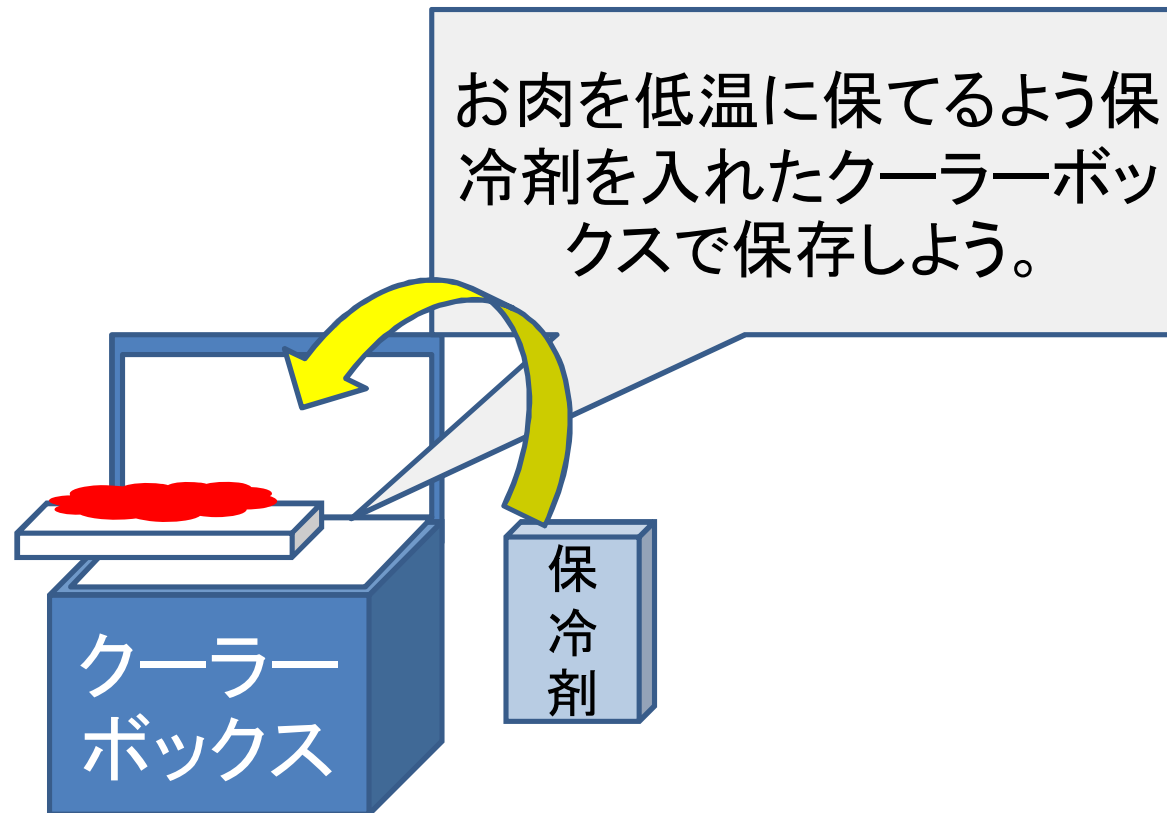 お肉を低温に保てるよう保
冷剤を入れたクーラーボッ
クスで保存しよう。
保
冷
剤
クーラー
ボックス